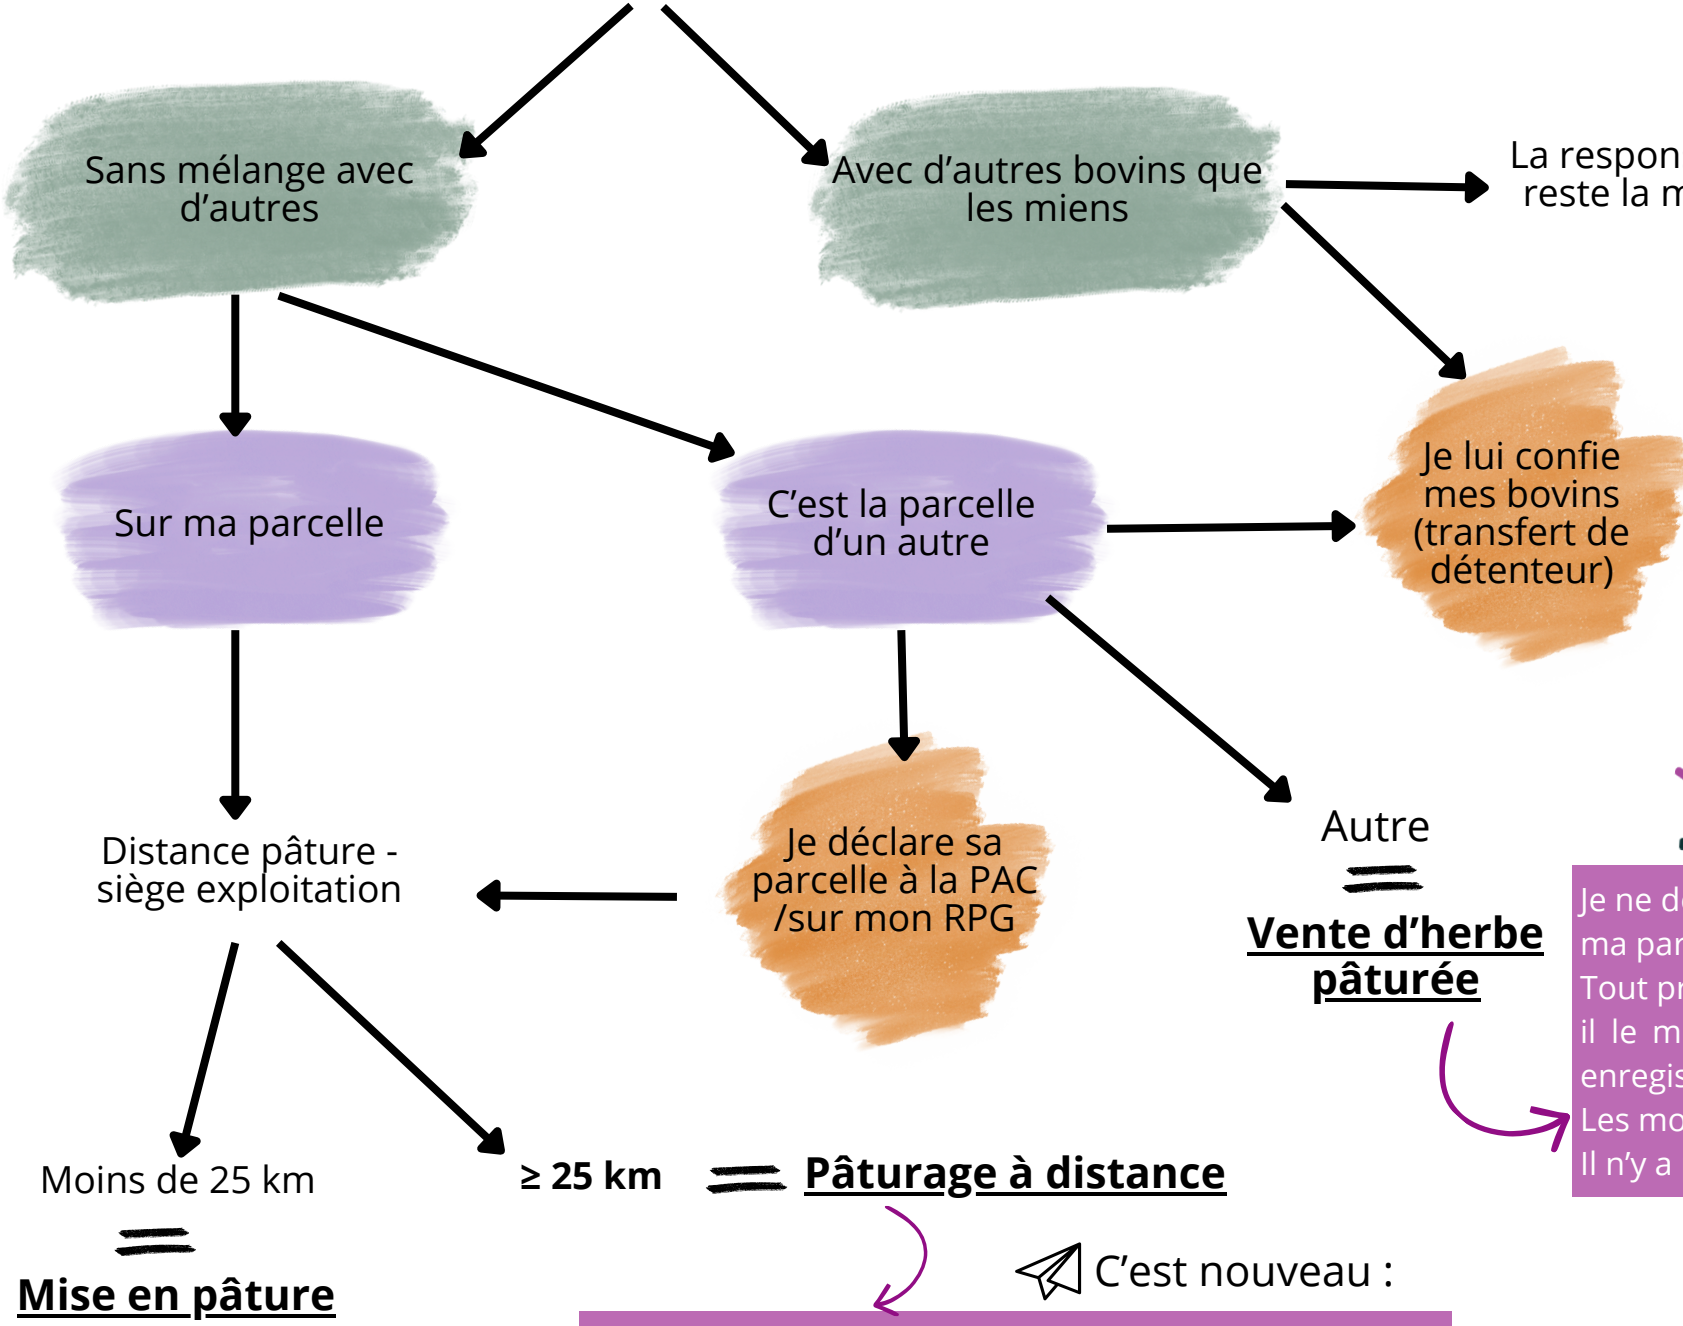 Sans mélange avec
d'autres
Avec d'autres bovins que
les miens
La respon
reste la m
Sur ma parcelle
C'est la parcelle
d'un autre
Je lui confie
mes bovins
(transfert de
détenteur)
Distance pâture -
siège exploitation
Je déclare sa
parcelle à la PAC
/sur mon RPG
Autre
Vente d'herbe
pâturée
Je ne d
ma par
Tout pr
il le m
enregis
Les mo
Il n'y a
Moins de 25 km
Mise en pâture
≥ 25 km
Pâturage à distance
C'est nouveau :